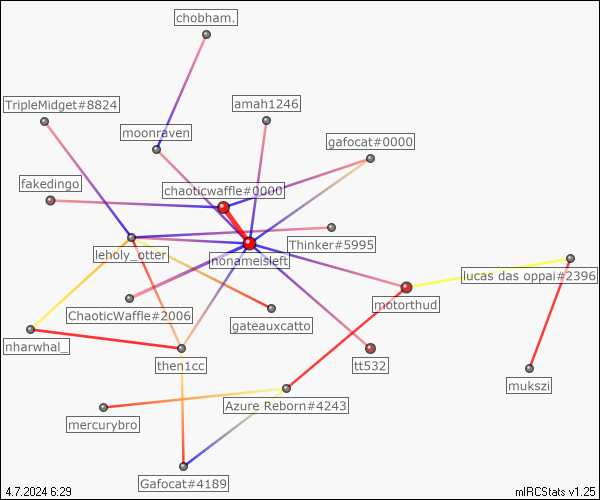 chobham.
TripleMidget#8824
amah1246
moonraven
gafocat#0000
fakedingo
chaoticwaffle#0000
Thinker#5995
leholy_otter
nonameisleft
lucas das oppai#2396
motorthud
ChaoticWaffle#2006
gateauxcatto
nharwhal_
then1cc
tt532
mukszi
Azure Reborn#4243
mercurybro
Gafocat#4189
4.7.2024 6:29
mIRCStats v1.25